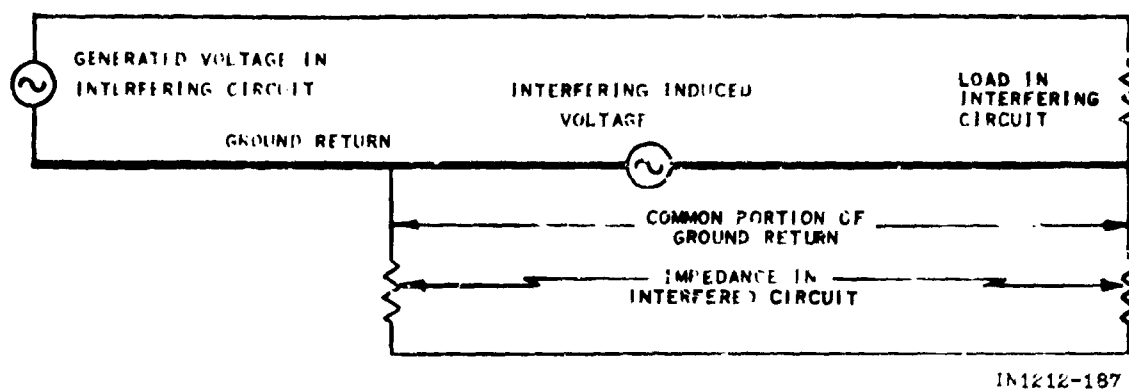 GENERATED VOLTAGE IN
INTERFERING CIRCUIT
INTERFERING INDUCED
VOLTAGE
LOAD IN
INTERFERING
CIRCUIT
GROUND RETURN
COMMON PORTION OF
GROUND RETURN
IMPEDANCE IN
INTERFERED CIRCUIT
IN1212-187